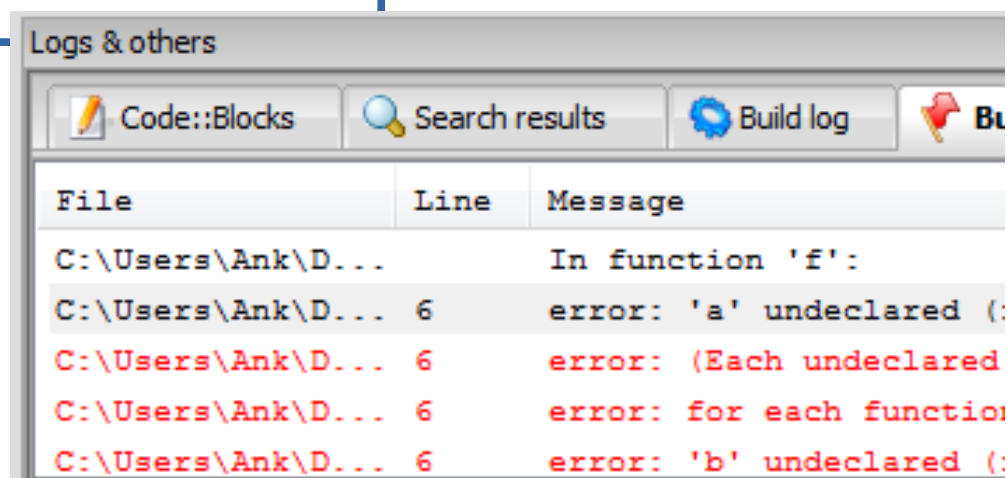 Logs & others
Code::Blocks Search results Build log Bu
File Line Message
C:\Users\Ank\D... In function 'f':
C:\Users\Ank\D... 6 error: 'a' undeclared (
C:\Users\Ank\D... 6 error: (Each undeclared
C:\Users\Ank\D... 6 error: for each function
C:\Users\Ank\D... 6 error: 'b' undeclared (